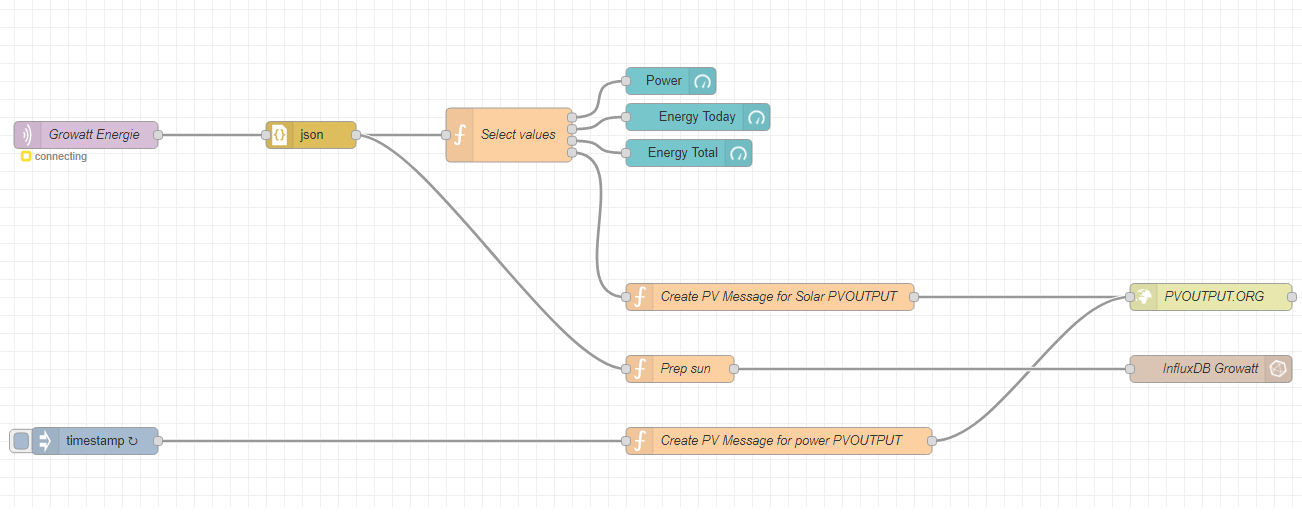 Power
Energy Today
Growatt Energie
json
Select values
Energy Total
connecting
Create PV Message for Solar PVOUTPUT
PVOUTPUT.ORG
Prep sun
InfluxDB Growatt
timestamp ↻
Create PV Message for power PVOUTPUT